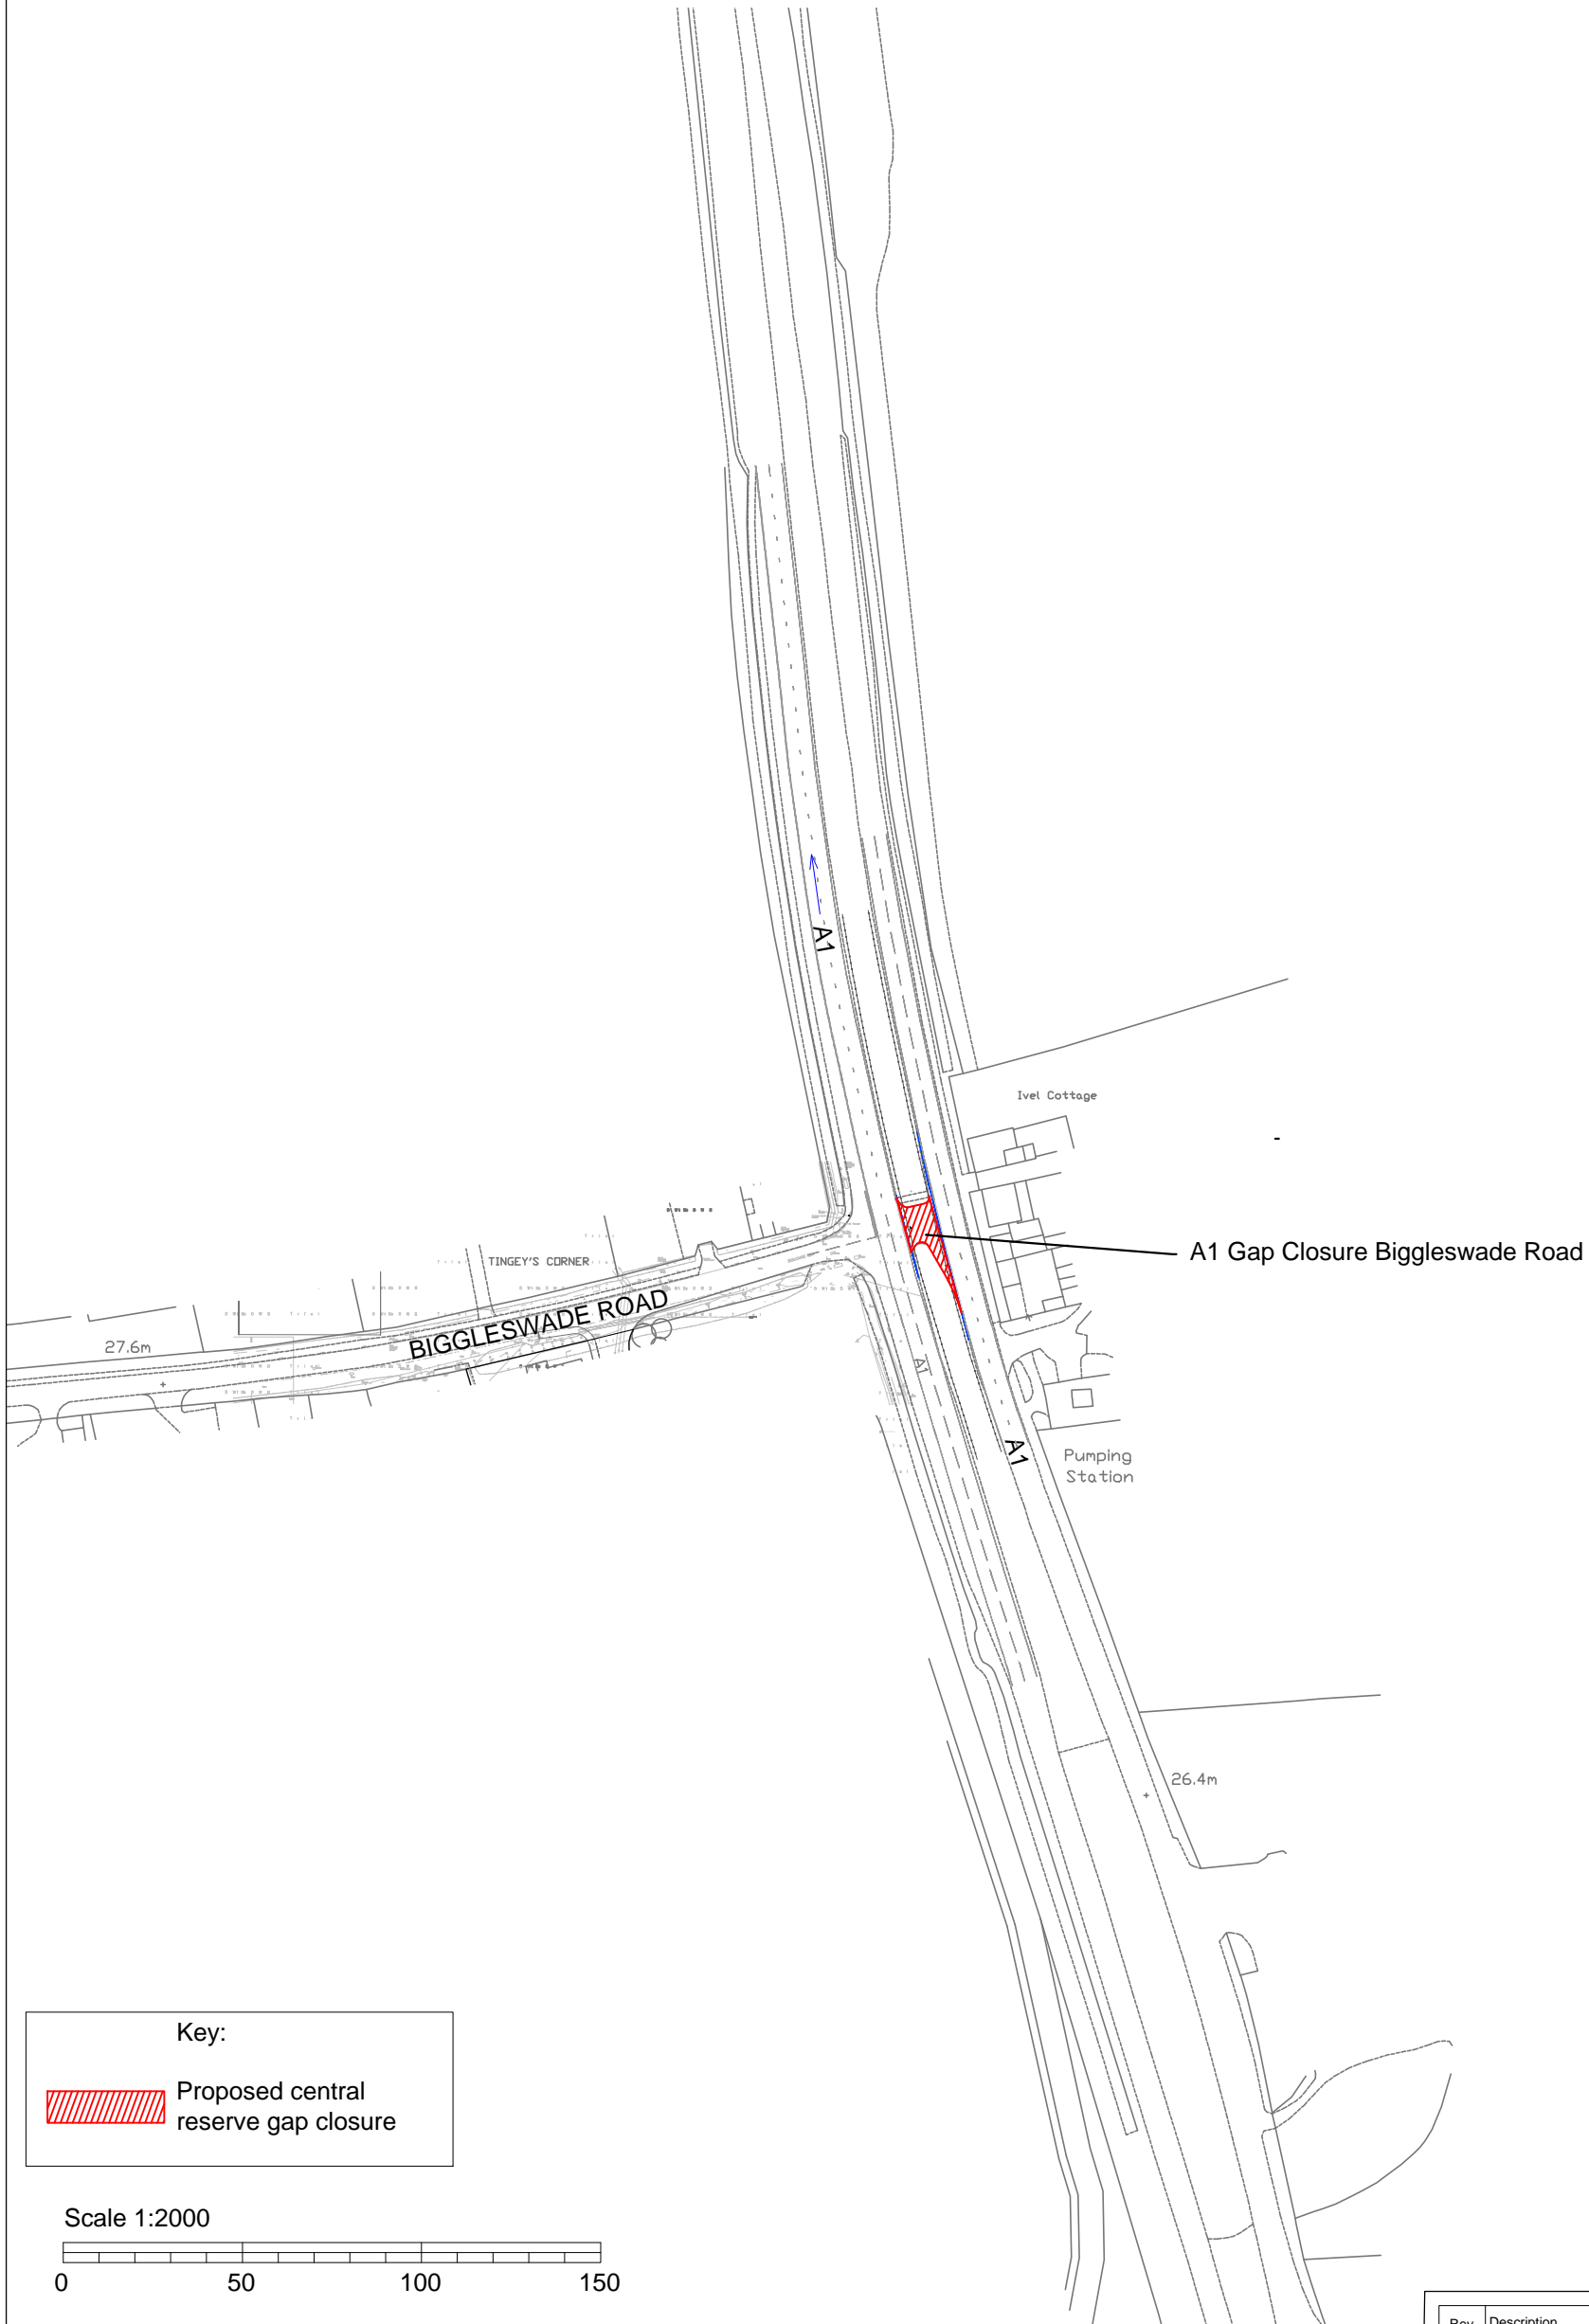 A1
Ivel Cottage
A1 Gap Closure Biggleswade Road
TINGEY'S CORNER
BIGGLESWADE ROAD
27.6m
A1
A1
Pumping
Station
26.4m
Key:
Proposed central
reserve gap closure
Scale 1:2000
0 50 100 150
Rev Description